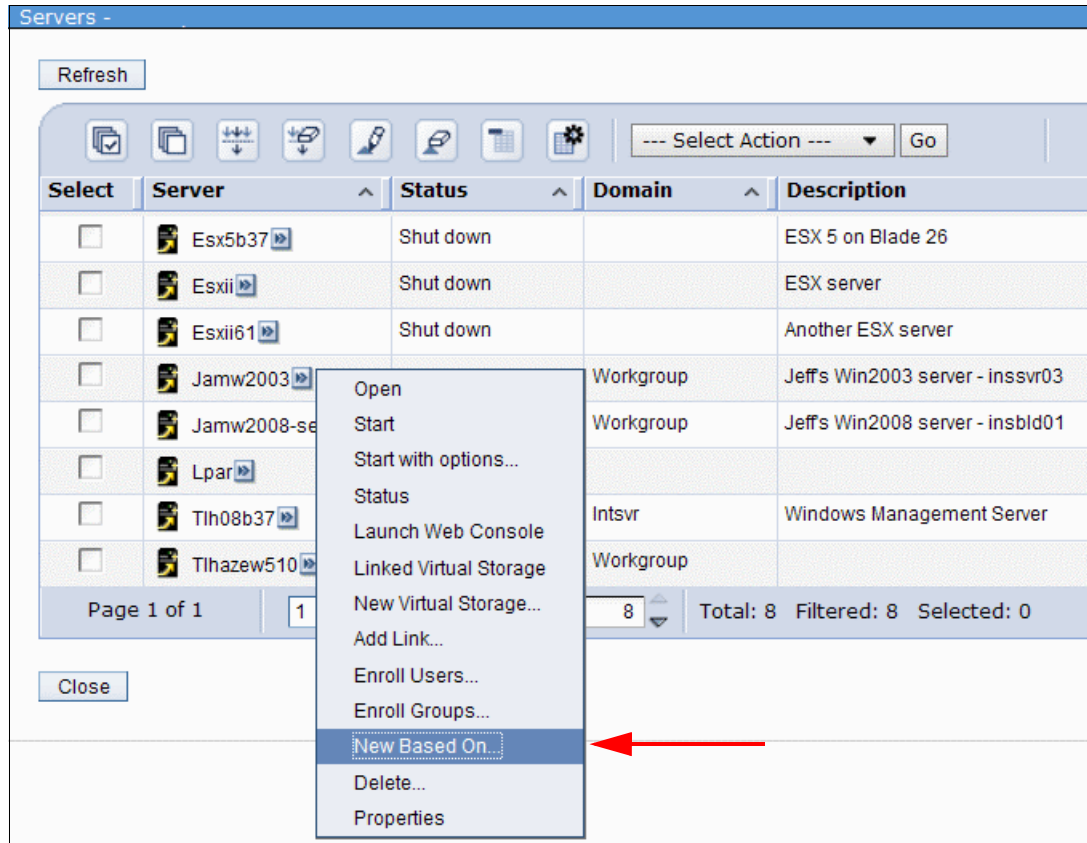 Servers -
Refresh
--- Select Action --- Go
Select Server Status Domain Description
Esx5b37 Shut down ESX 5 on Blade 26
Esxii Shut down ESX server
Esxii61 Shut down Another ESX server
Jamw2003 Workgroup Jeff's Win2003 server - inssvr03
Jamw2008-se Workgroup Jeff's Win2008 server - insbld01
Lpar
Tlh08b37 Intsvr Windows Management Server
Tlhazew510 Workgroup
Page 1 of 1 1 8 Total: 8 Filtered: 8 Selected: 0
Close
Open
Start
Start with options...
Status
Launch Web Console
Linked Virtual Storage
New Virtual Storage...
Add Link...
Enroll Users...
Enroll Groups...
New Based On...
Delete...
Properties